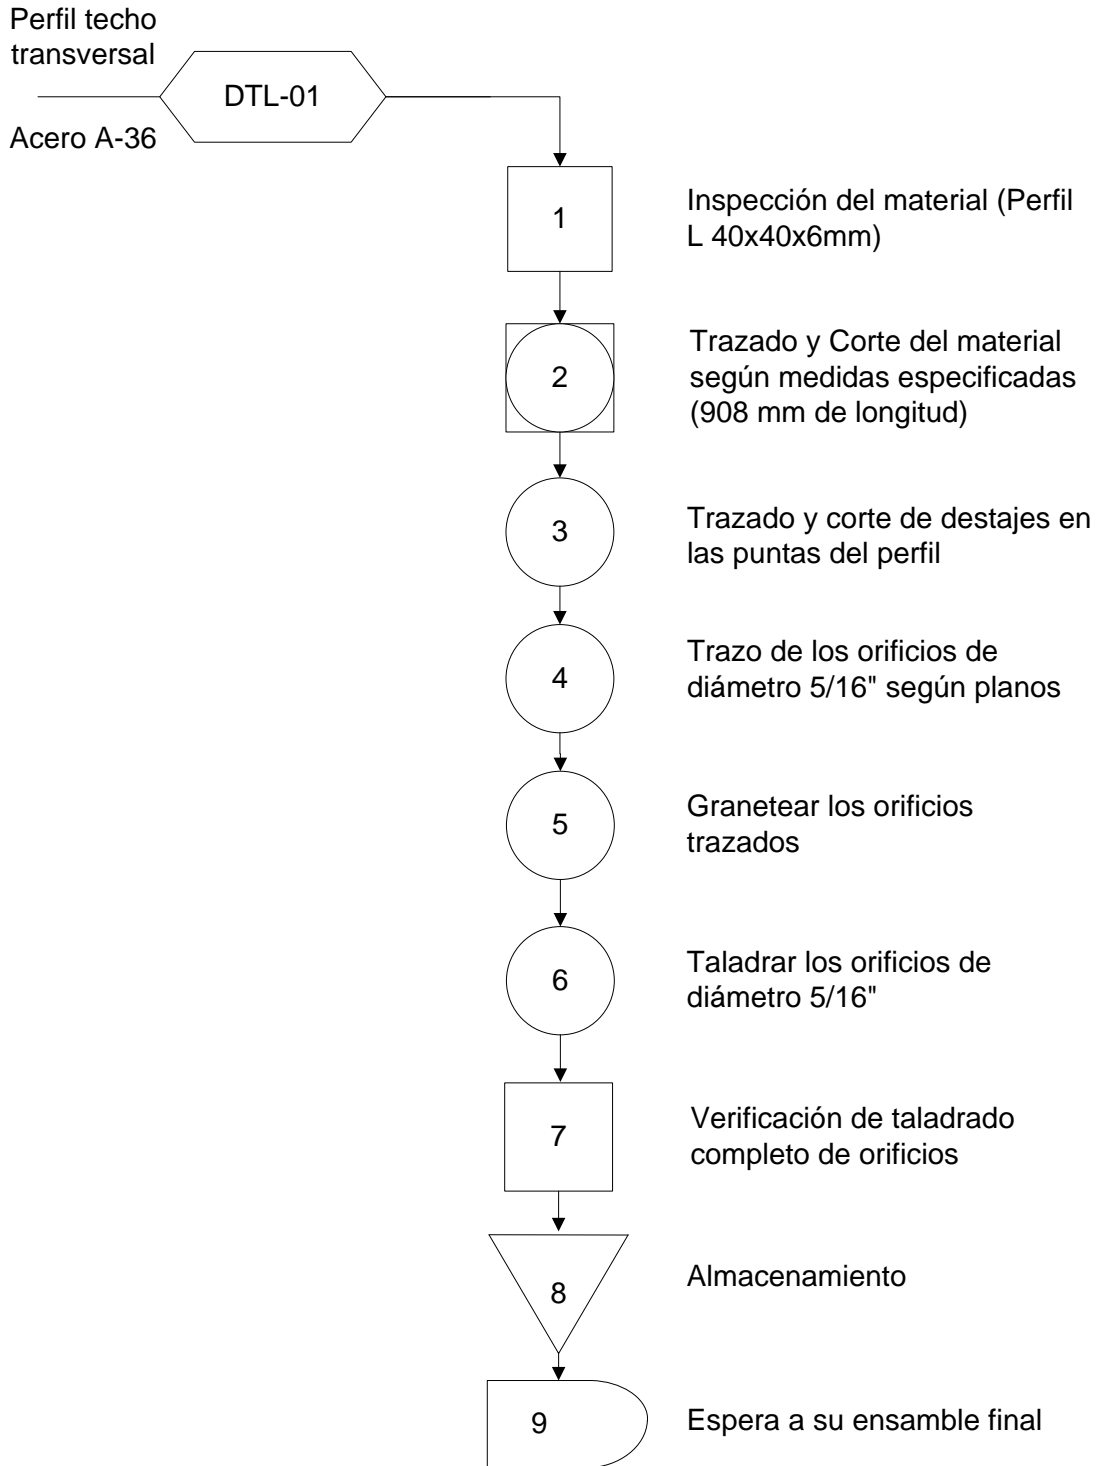 Perfil techo
transversal
DTL-01
Acero A-36
1
Inspección del material (Perfil
L 40x40x6mm)
2
Trazado y Corte del material
según medidas especificadas
(908 mm de longitud)
3
Trazado y corte de destajes en
las puntas del perfil
4
Trazo de los orificios de
diámetro 5/16" según planos
5
Granetear los orificios
trazados
6
Taladrar los orificios de
diámetro 5/16"
7
Verificación de taladrado
completo de orificios
8
Almacenamiento
9
Espera a su ensamble final